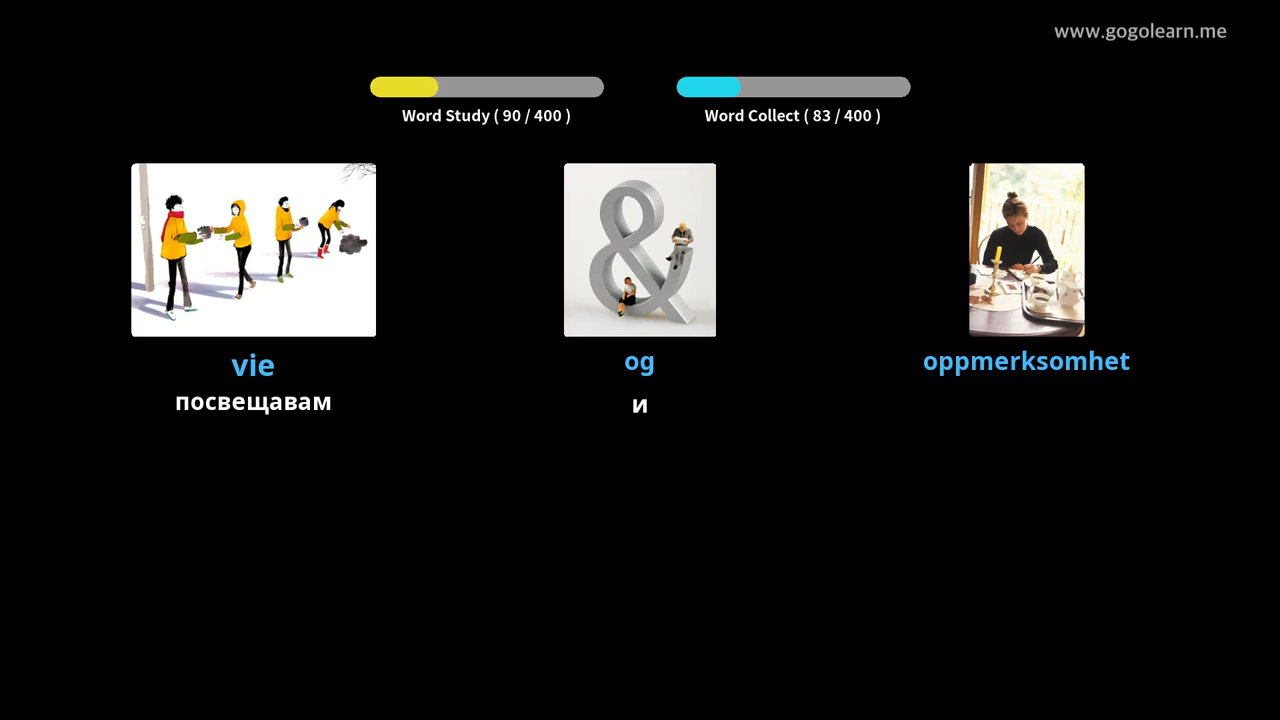 www.gogolearn.me
Word Study ( 90 / 400 )
Word Collect ( 83 / 400 )
vie
посвещавам
og
и
oppmerksomhet